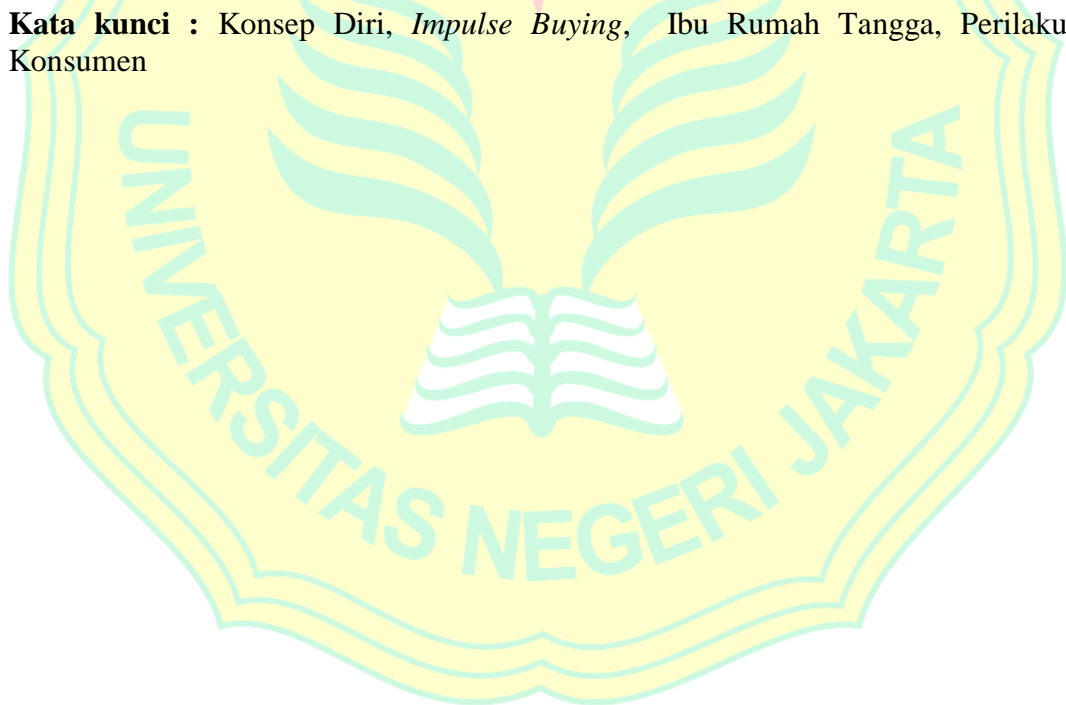 Kata kunci : Konsep Diri, Impulse Buying, Ibu Rumah Tangga, Perilaku
Konsumen
UNIVERSITAS NEGERI JAKARTA